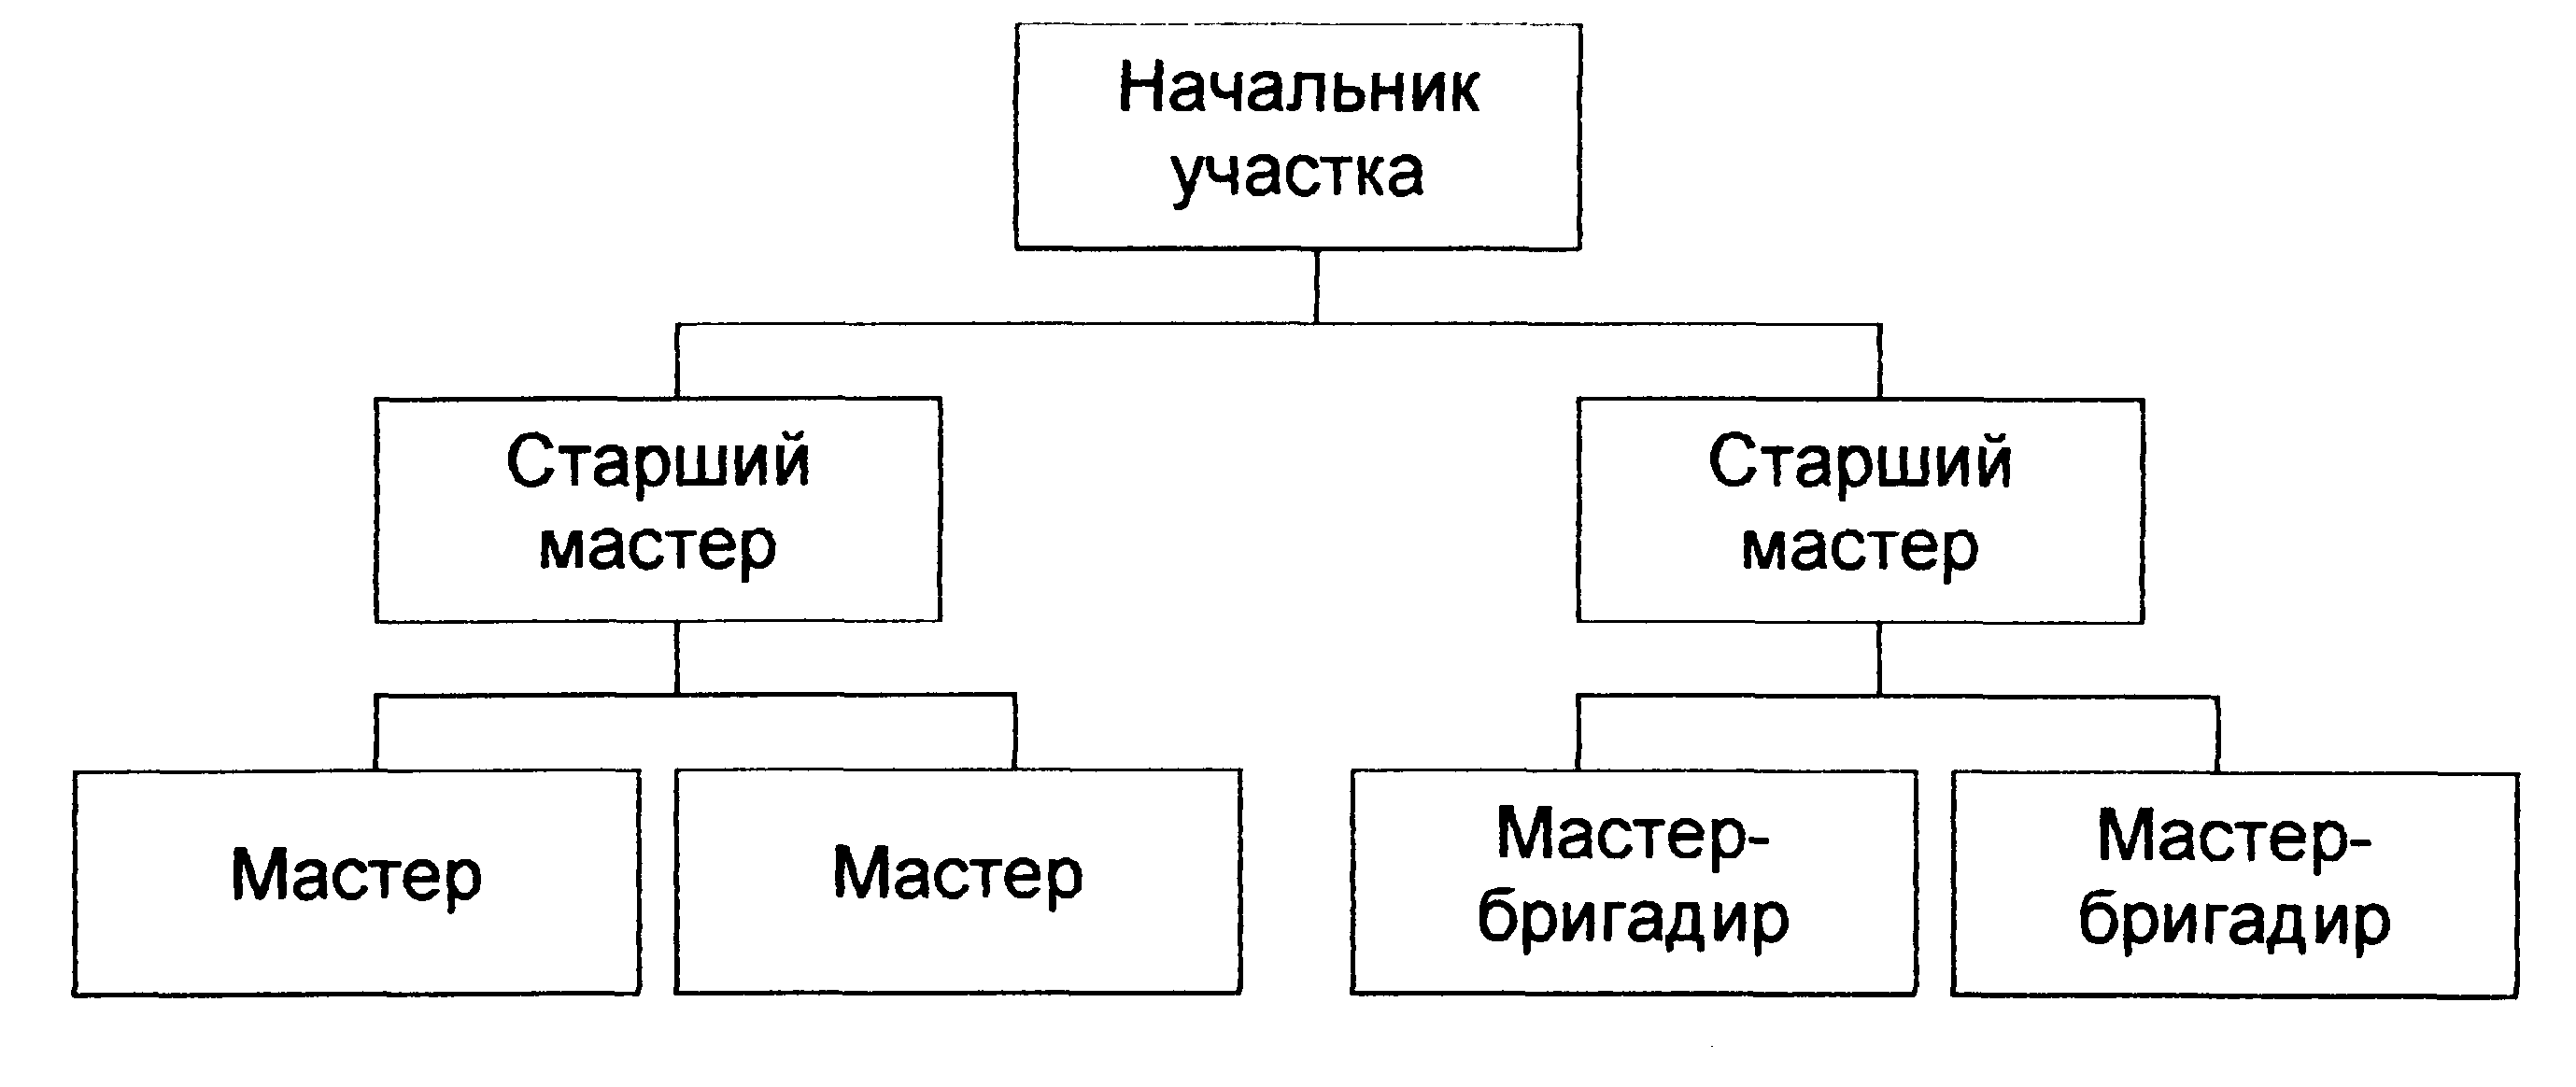 Начальник
участка
Старший
мастер
Старший
мастер
Мастер
Мастер
Мастер-
бригадир
Мастер-
бригадир